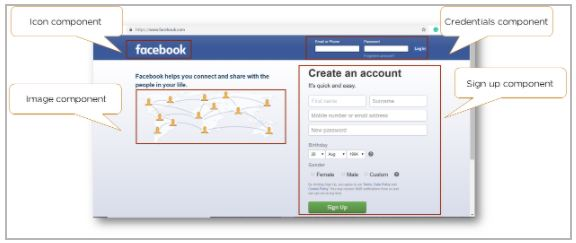 Icon component
Credentials component
https://www.facebook.com
facebook
Email or Phone
Password
Log In
Forgotten account?
Facebook helps you connect and share with the
people in your life.
Create an account
It's quick and easy.
Image component
Sign up component
First name
Surname
Mobile number or email address
New password
Birthday
Aug
1994
Gender
Female
Male
Custom
Sign Up